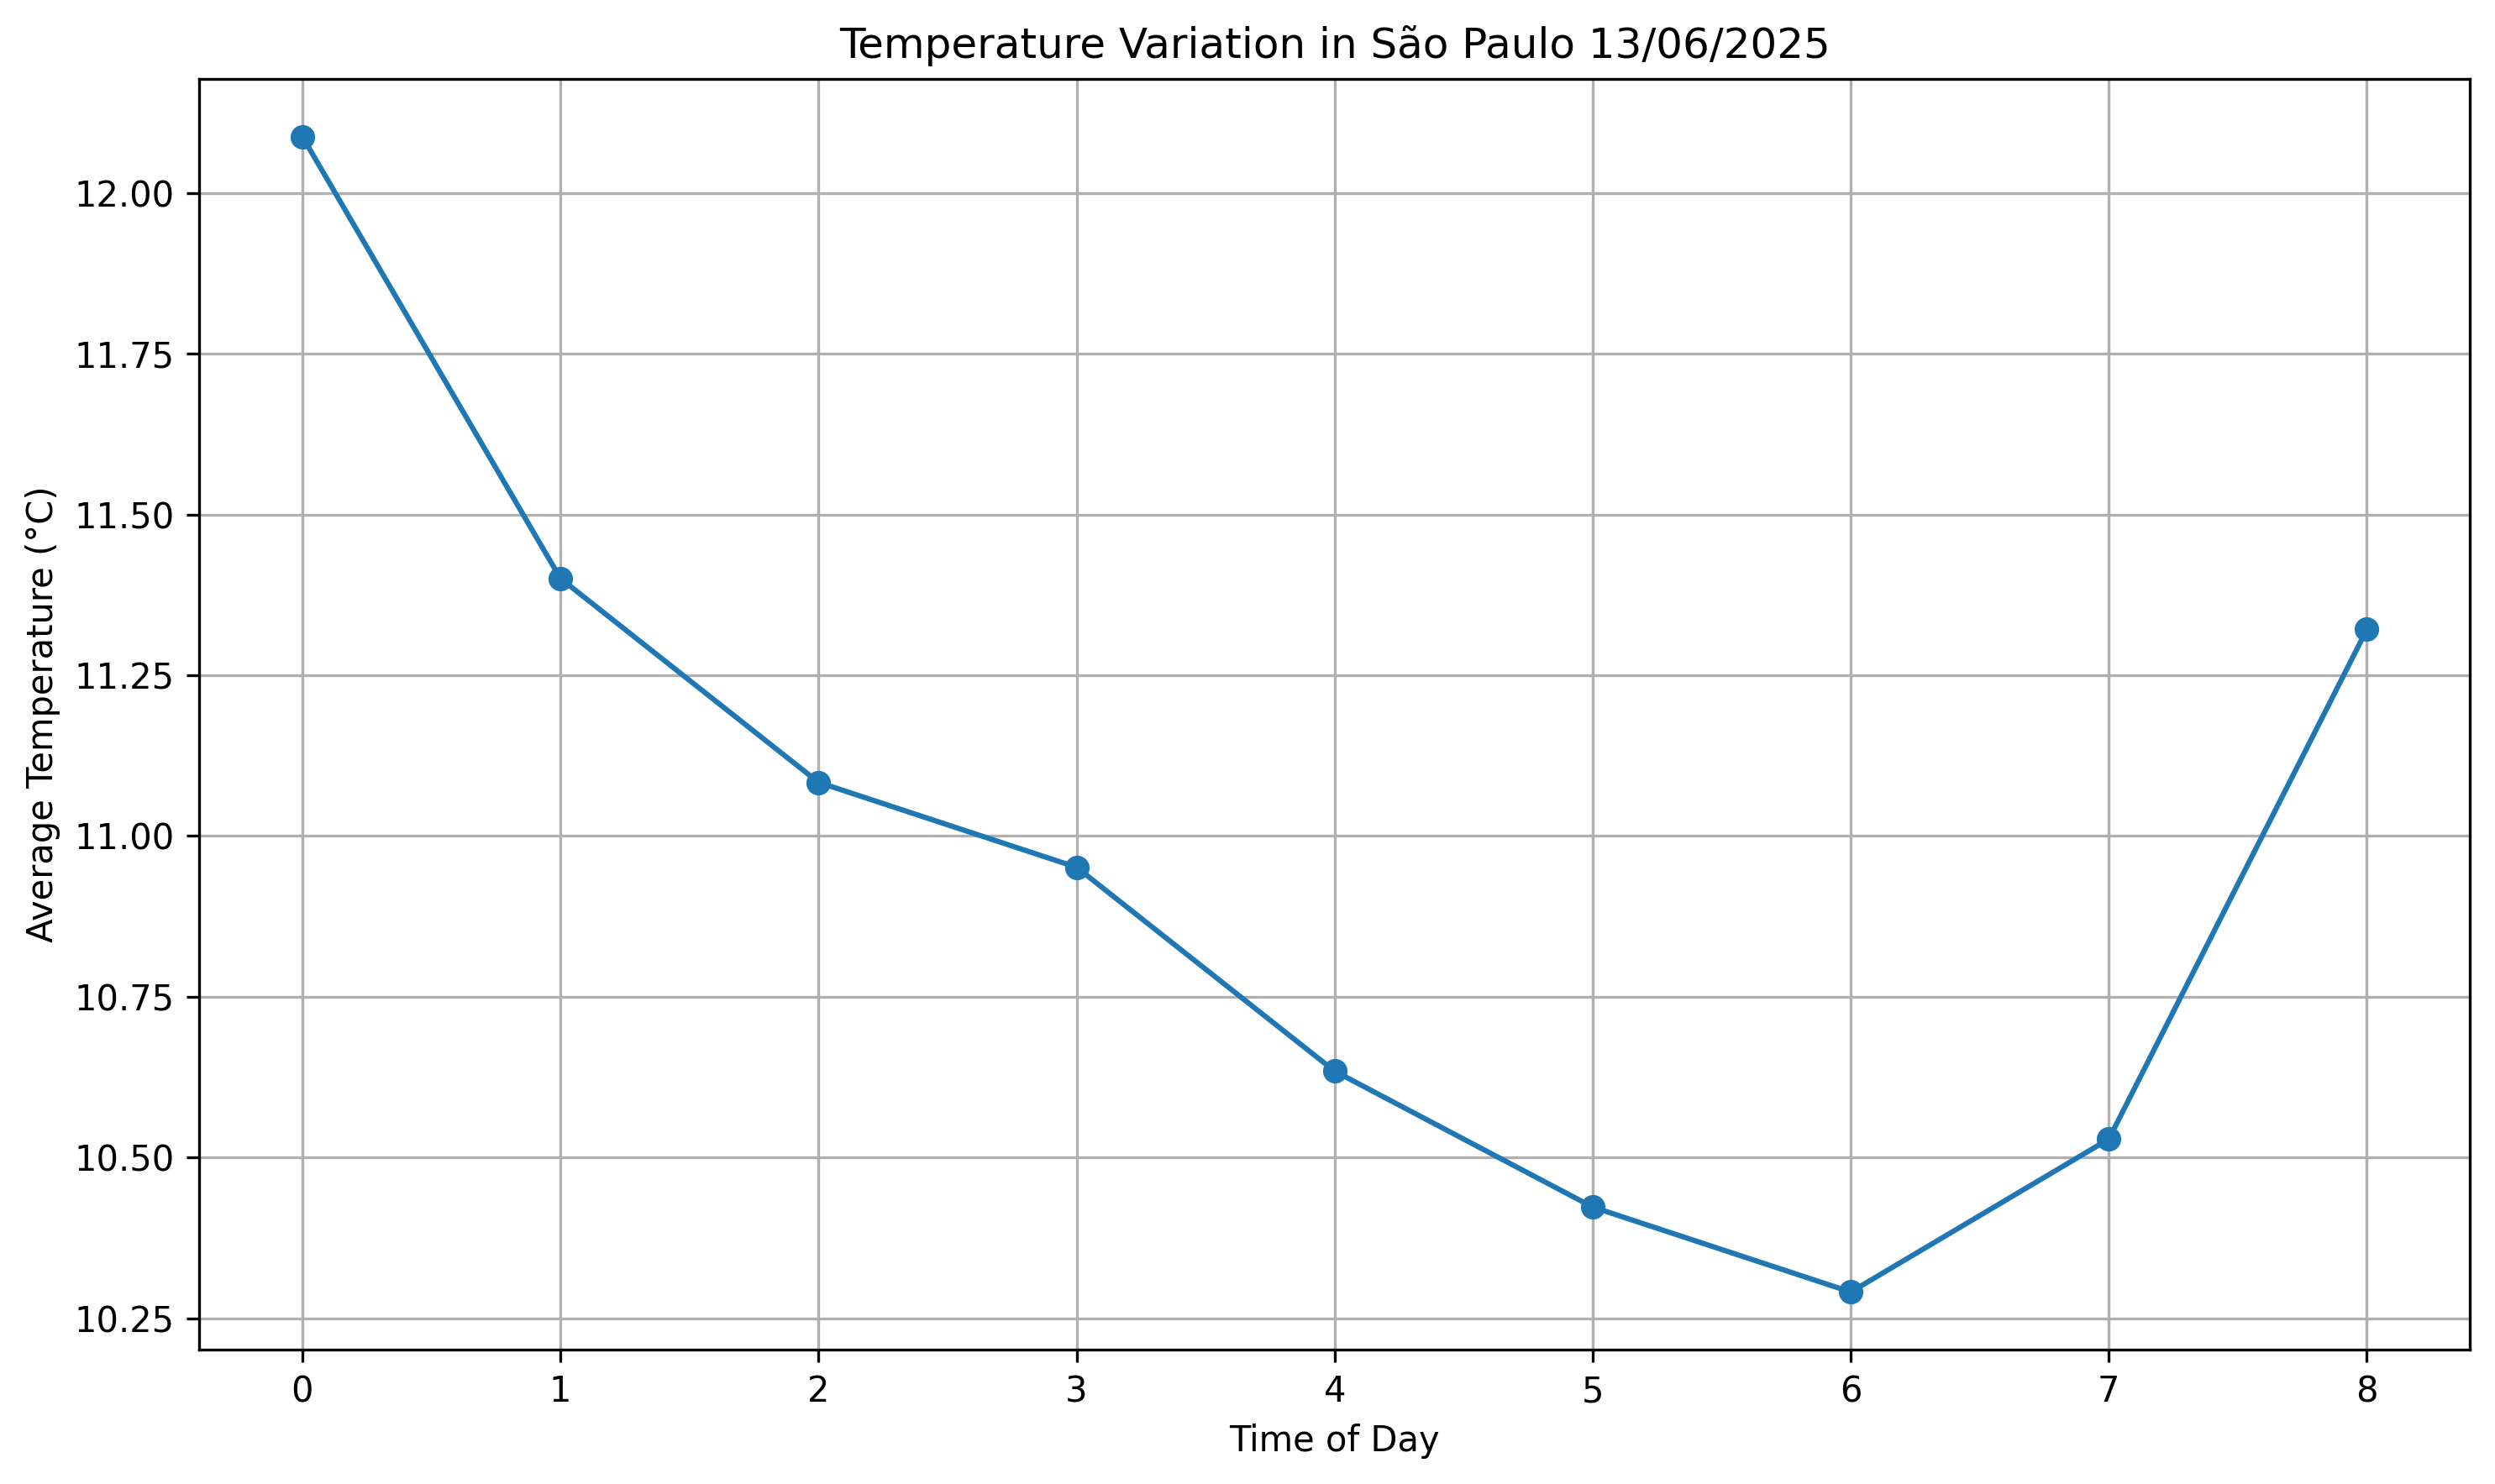 Temperature Variation in São Paulo 13/06/2025
Average Temperature (°C)
12.00
11.75
11.50
11.25
11.00
10.75
10.50
10.25
0 1 2 3 4 5 6 7 8
Time of Day